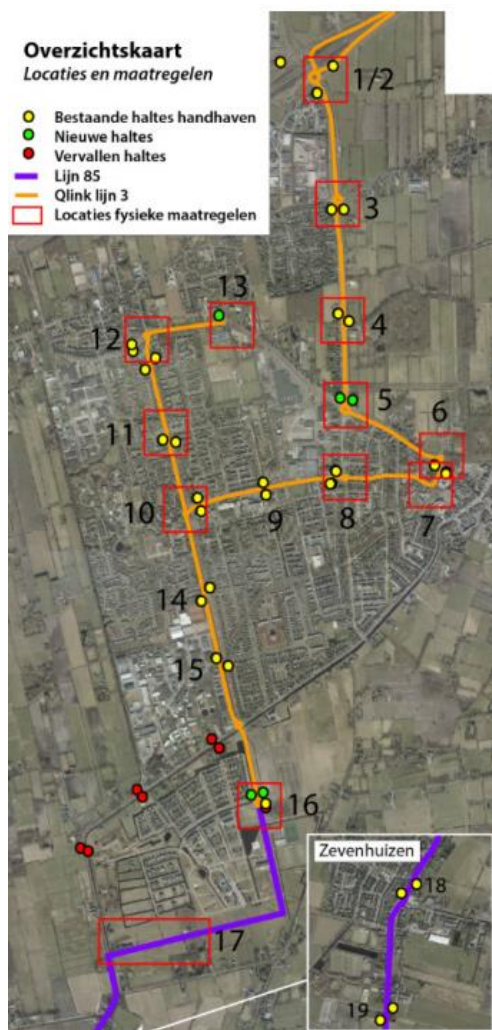 Overzichtskaart
Locaties en maatregelen
Bestaande haltes handhaven
Nieuwe haltes
Vervallen haltes
Lijn 85
Qlink lijn 3
Locaties fysieke maatregelen
1/2
3
4
13
12
5
6
11
7
10
9
8
14
15
16
Zevenhuizen
18
17
19